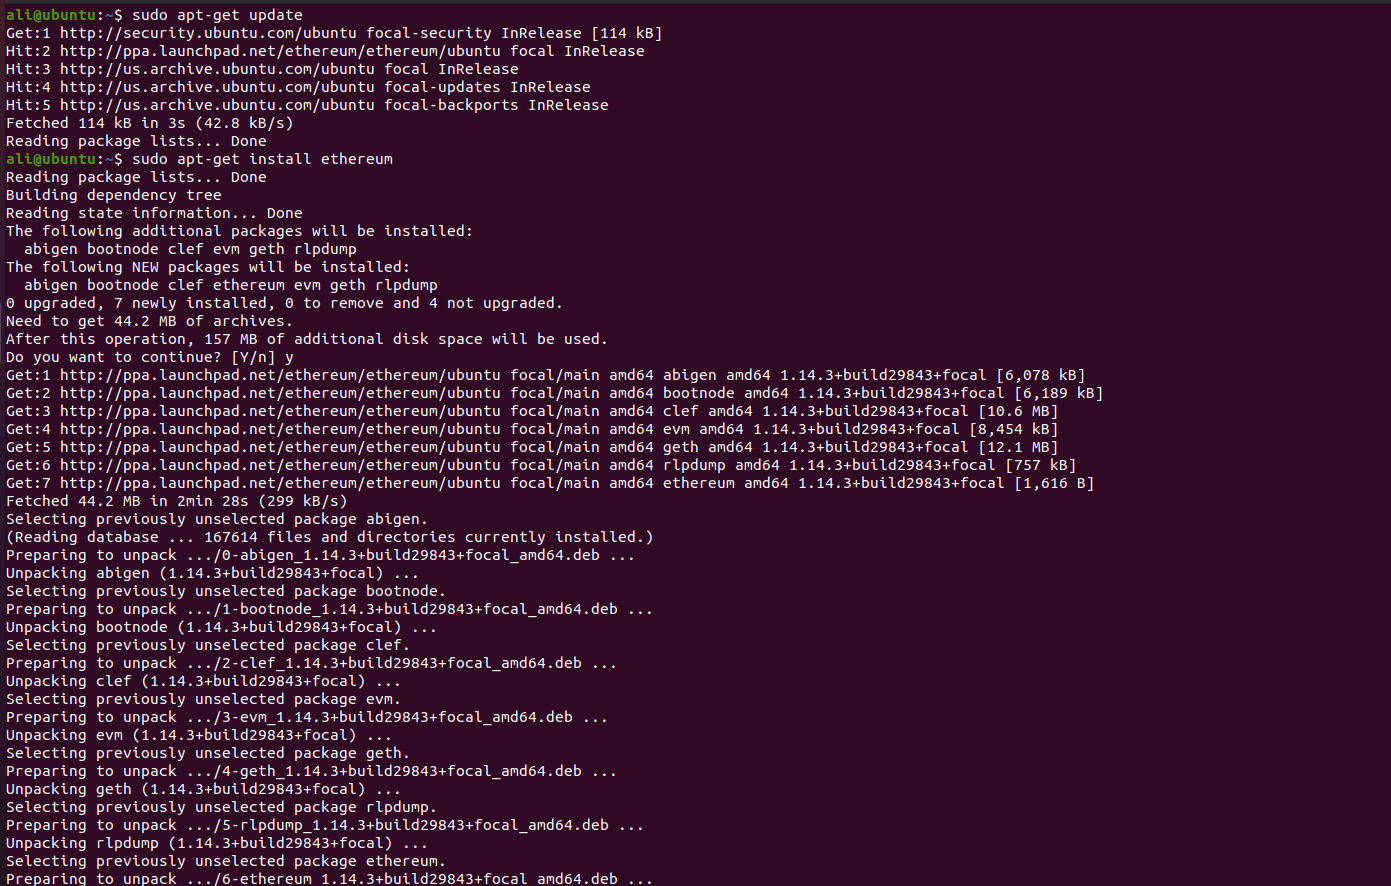 ali@ubuntu:~$ sudo apt-get update
Get:1 http://security.ubuntu.com/ubuntu focal-security InRelease [114 kB]
Hit:2 http://ppa.launchpad.net/ethereum/ethereum/ubuntu focal InRelease
Hit:3 http://us.archive.ubuntu.com/ubuntu focal InRelease
Hit:4 http://us.archive.ubuntu.com/ubuntu focal-updates InRelease
Hit:5 http://us.archive.ubuntu.com/ubuntu focal-backports InRelease
Fetched 114 kB in 3s (42.8 kB/s)
Reading package lists... Done
ali@ubuntu:~$ sudo apt-get install ethereum
Reading package lists... Done
Building dependency tree
Reading state information... Done
The following additional packages will be installed:
  abigen bootnode clef evm geth rlpdump
The following NEW packages will be installed:
  abigen bootnode clef ethereum evm geth rlpdump
0 upgraded, 7 newly installed, 0 to remove and 4 not upgraded.
Need to get 44.2 MB of archives.
After this operation, 157 MB of additional disk space will be used.
Do you want to continue? [Y/n] y
Get:1 http://ppa.launchpad.net/ethereum/ethereum/ubuntu focal/main amd64 abigen amd64 1.14.3+build29843+focal [6,078 kB]
Get:2 http://ppa.launchpad.net/ethereum/ethereum/ubuntu focal/main amd64 bootnode amd64 1.14.3+build29843+focal [6,189 kB]
Get:3 http://ppa.launchpad.net/ethereum/ethereum/ubuntu focal/main amd64 clef amd64 1.14.3+build29843+focal [10.6 MB]
Get:4 http://ppa.launchpad.net/ethereum/ethereum/ubuntu focal/main amd64 evm amd64 1.14.3+build29843+focal [8,454 kB]
Get:5 http://ppa.launchpad.net/ethereum/ethereum/ubuntu focal/main amd64 geth amd64 1.14.3+build29843+focal [12.1 MB]
Get:6 http://ppa.launchpad.net/ethereum/ethereum/ubuntu focal/main amd64 rlpdump amd64 1.14.3+build29843+focal [757 kB]
Get:7 http://ppa.launchpad.net/ethereum/ethereum/ubuntu focal/main amd64 ethereum amd64 1.14.3+build29843+focal [1,616 B]
Fetched 44.2 MB in 2min 28s (299 kB/s)
Selecting previously unselected package abigen.
(Reading database ... 167614 files and directories currently installed.)
Preparing to unpack .../0-abigen_1.14.3+build29843+focal_amd64.deb ...
Unpacking abigen (1.14.3+build29843+focal) ...
Selecting previously unselected package bootnode.
Preparing to unpack .../1-bootnode_1.14.3+build29843+focal_amd64.deb ...
Unpacking bootnode (1.14.3+build29843+focal) ...
Selecting previously unselected package clef.
Preparing to unpack .../2-clef_1.14.3+build29843+focal_amd64.deb ...
Unpacking clef (1.14.3+build29843+focal) ...
Selecting previously unselected package evm.
Preparing to unpack .../3-evm_1.14.3+build29843+focal_amd64.deb ...
Unpacking evm (1.14.3+build29843+focal) ...
Selecting previously unselected package geth.
Preparing to unpack .../4-geth_1.14.3+build29843+focal_amd64.deb ...
Unpacking geth (1.14.3+build29843+focal) ...
Selecting previously unselected package rlpdump.
Preparing to unpack .../5-rlpdump_1.14.3+build29843+focal_amd64.deb ...
Unpacking rlpdump (1.14.3+build29843+focal) ...
Selecting previously unselected package ethereum.
Preparing to unpack .../6-ethereum_1.14.3+build29843+focal_amd64.deb ...